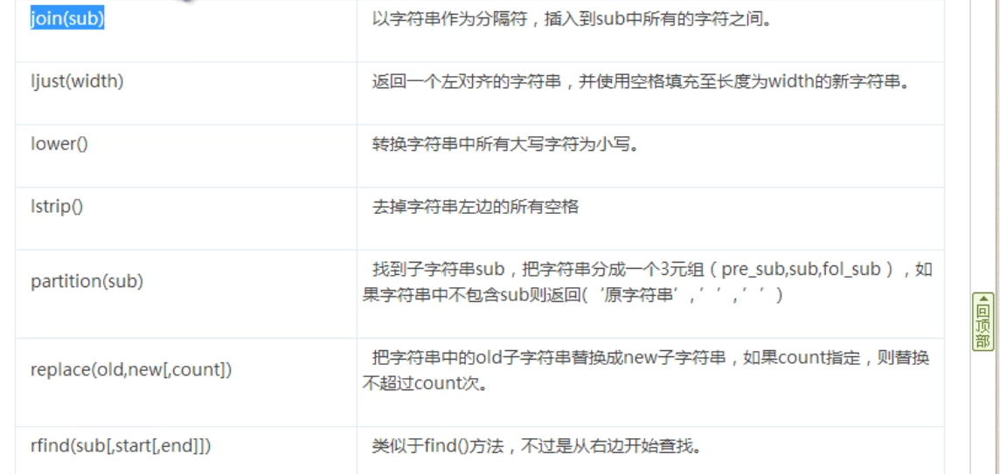 join(sub)
以字符串作为分隔符，插入到sub中所有的字符之间。
ljust(width)
返回一个左对齐的字符串，并使用空格填充至长度为width的新字符串。
lower()
转换字符串中所有大写字符为小写。
lstrip()
去掉字符串左边的所有空格
partition(sub)
找到子字符串sub，把字符串分成一个3元组（pre_sub,sub,fol_sub），如
果字符串中不包含sub则返回(‘原字符串’,’’,’’)
replace(old,new[,count])
把字符串中的old子字符串替换成new子字符串，如果count指定，则替换
不超过count次。
rfind(sub[,start[,end]])
类似于find()方法，不过是从右边开始查找。
回顶部